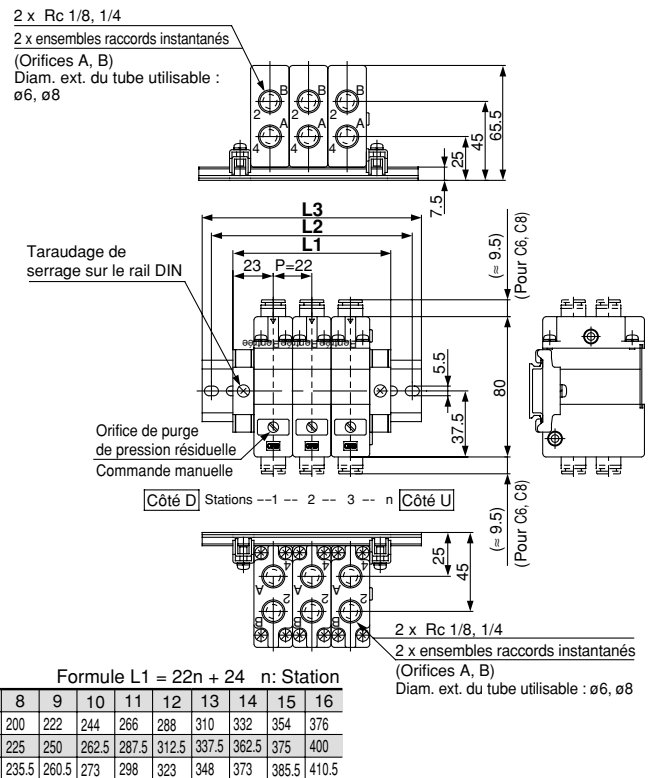 2 x Rc 1/8, 1/4
2 x ensembles raccords instantanés
(Orifices A, B)
Diam. ext. du tube utilisable :
ø6, ø8
B
B
2
2
A
A
4
4
25
45
65.5
7.5
L3
L2
L1
23
P=22
Taraudage de
serrage sur le rail DIN
(≈ 9.5)
(Pour C6, C8)
5.5
80
37.5
Orifice de purge
de pression résiduelle
Commande manuelle
Côté D Stations --1 -- 2 -- 3 -- n Côté U
(≈ 9.5)
(Pour C6, C8)
25
45
4
4
A
A
2
2
B
B
2 x Rc 1/8, 1/4
2 x ensembles raccords instantanés
(Orifices A, B)
Diam. ext. du tube utilisable : ø6, ø8
Formule L1 = 22n + 24 n: Station
8 9 10 11 12 13 14 15 16
200 222 244 266 288 310 332 354 376
225 250 262.5 287.5 312.5 337.5 362.5 375 400
235.5 260.5 273 298 323 348 373 385.5 410.5